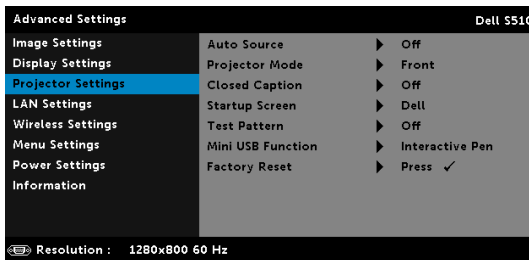 Advanced Settings Dell S510
Image Settings Auto Source Off
Display Settings Projector Mode Front
Projector Settings Closed Caption Off
LAN Settings Startup Screen Dell
Wireless Settings Test Pattern Off
Menu Settings Mini USB Function Interactive Pen
Power Settings Factory Reset Press ✓
Information
Resolution : 1280x800 60 Hz